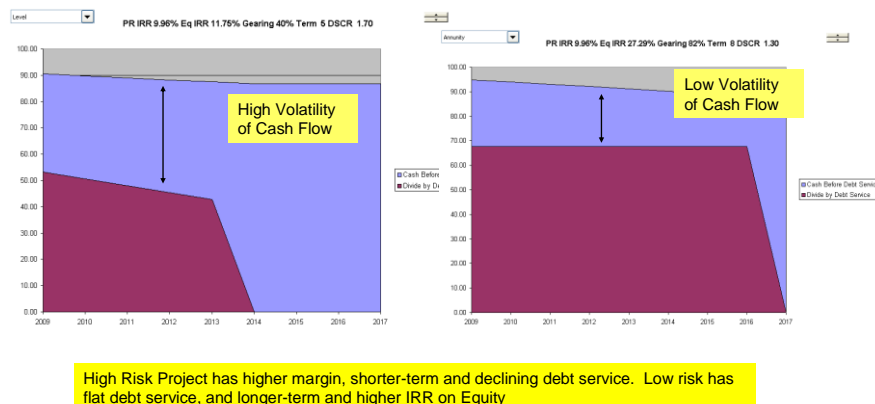 Level
PR IRR 9.96% Eq IRR 11.75% Gearing 40% Term 5 DSCR 1.70
100.00
90.00
80.00
70.00
60.00
50.00
40.00
30.00
20.00
10.00
0.00
2009 2010 2011 2012 2013 2014 2015 2016 2017
High Volatility
of Cash Flow
Cash Before
Divide by De
Annunity
PR IRR 9.96% Eq IRR 27.29% Gearing 82% Term 8 DSCR 1.30
100.00
90.00
80.00
70.00
60.00
50.00
40.00
30.00
20.00
10.00
0.00
2009 2010 2011 2012 2013 2014 2015 2016 2017
Low Volatility
of Cash Flow
Cash Before Debt Servic
Divide by Debt Service
High Risk Project has higher margin, shorter-term and declining debt service. Low risk has
flat debt service, and longer-term and higher IRR on Equity